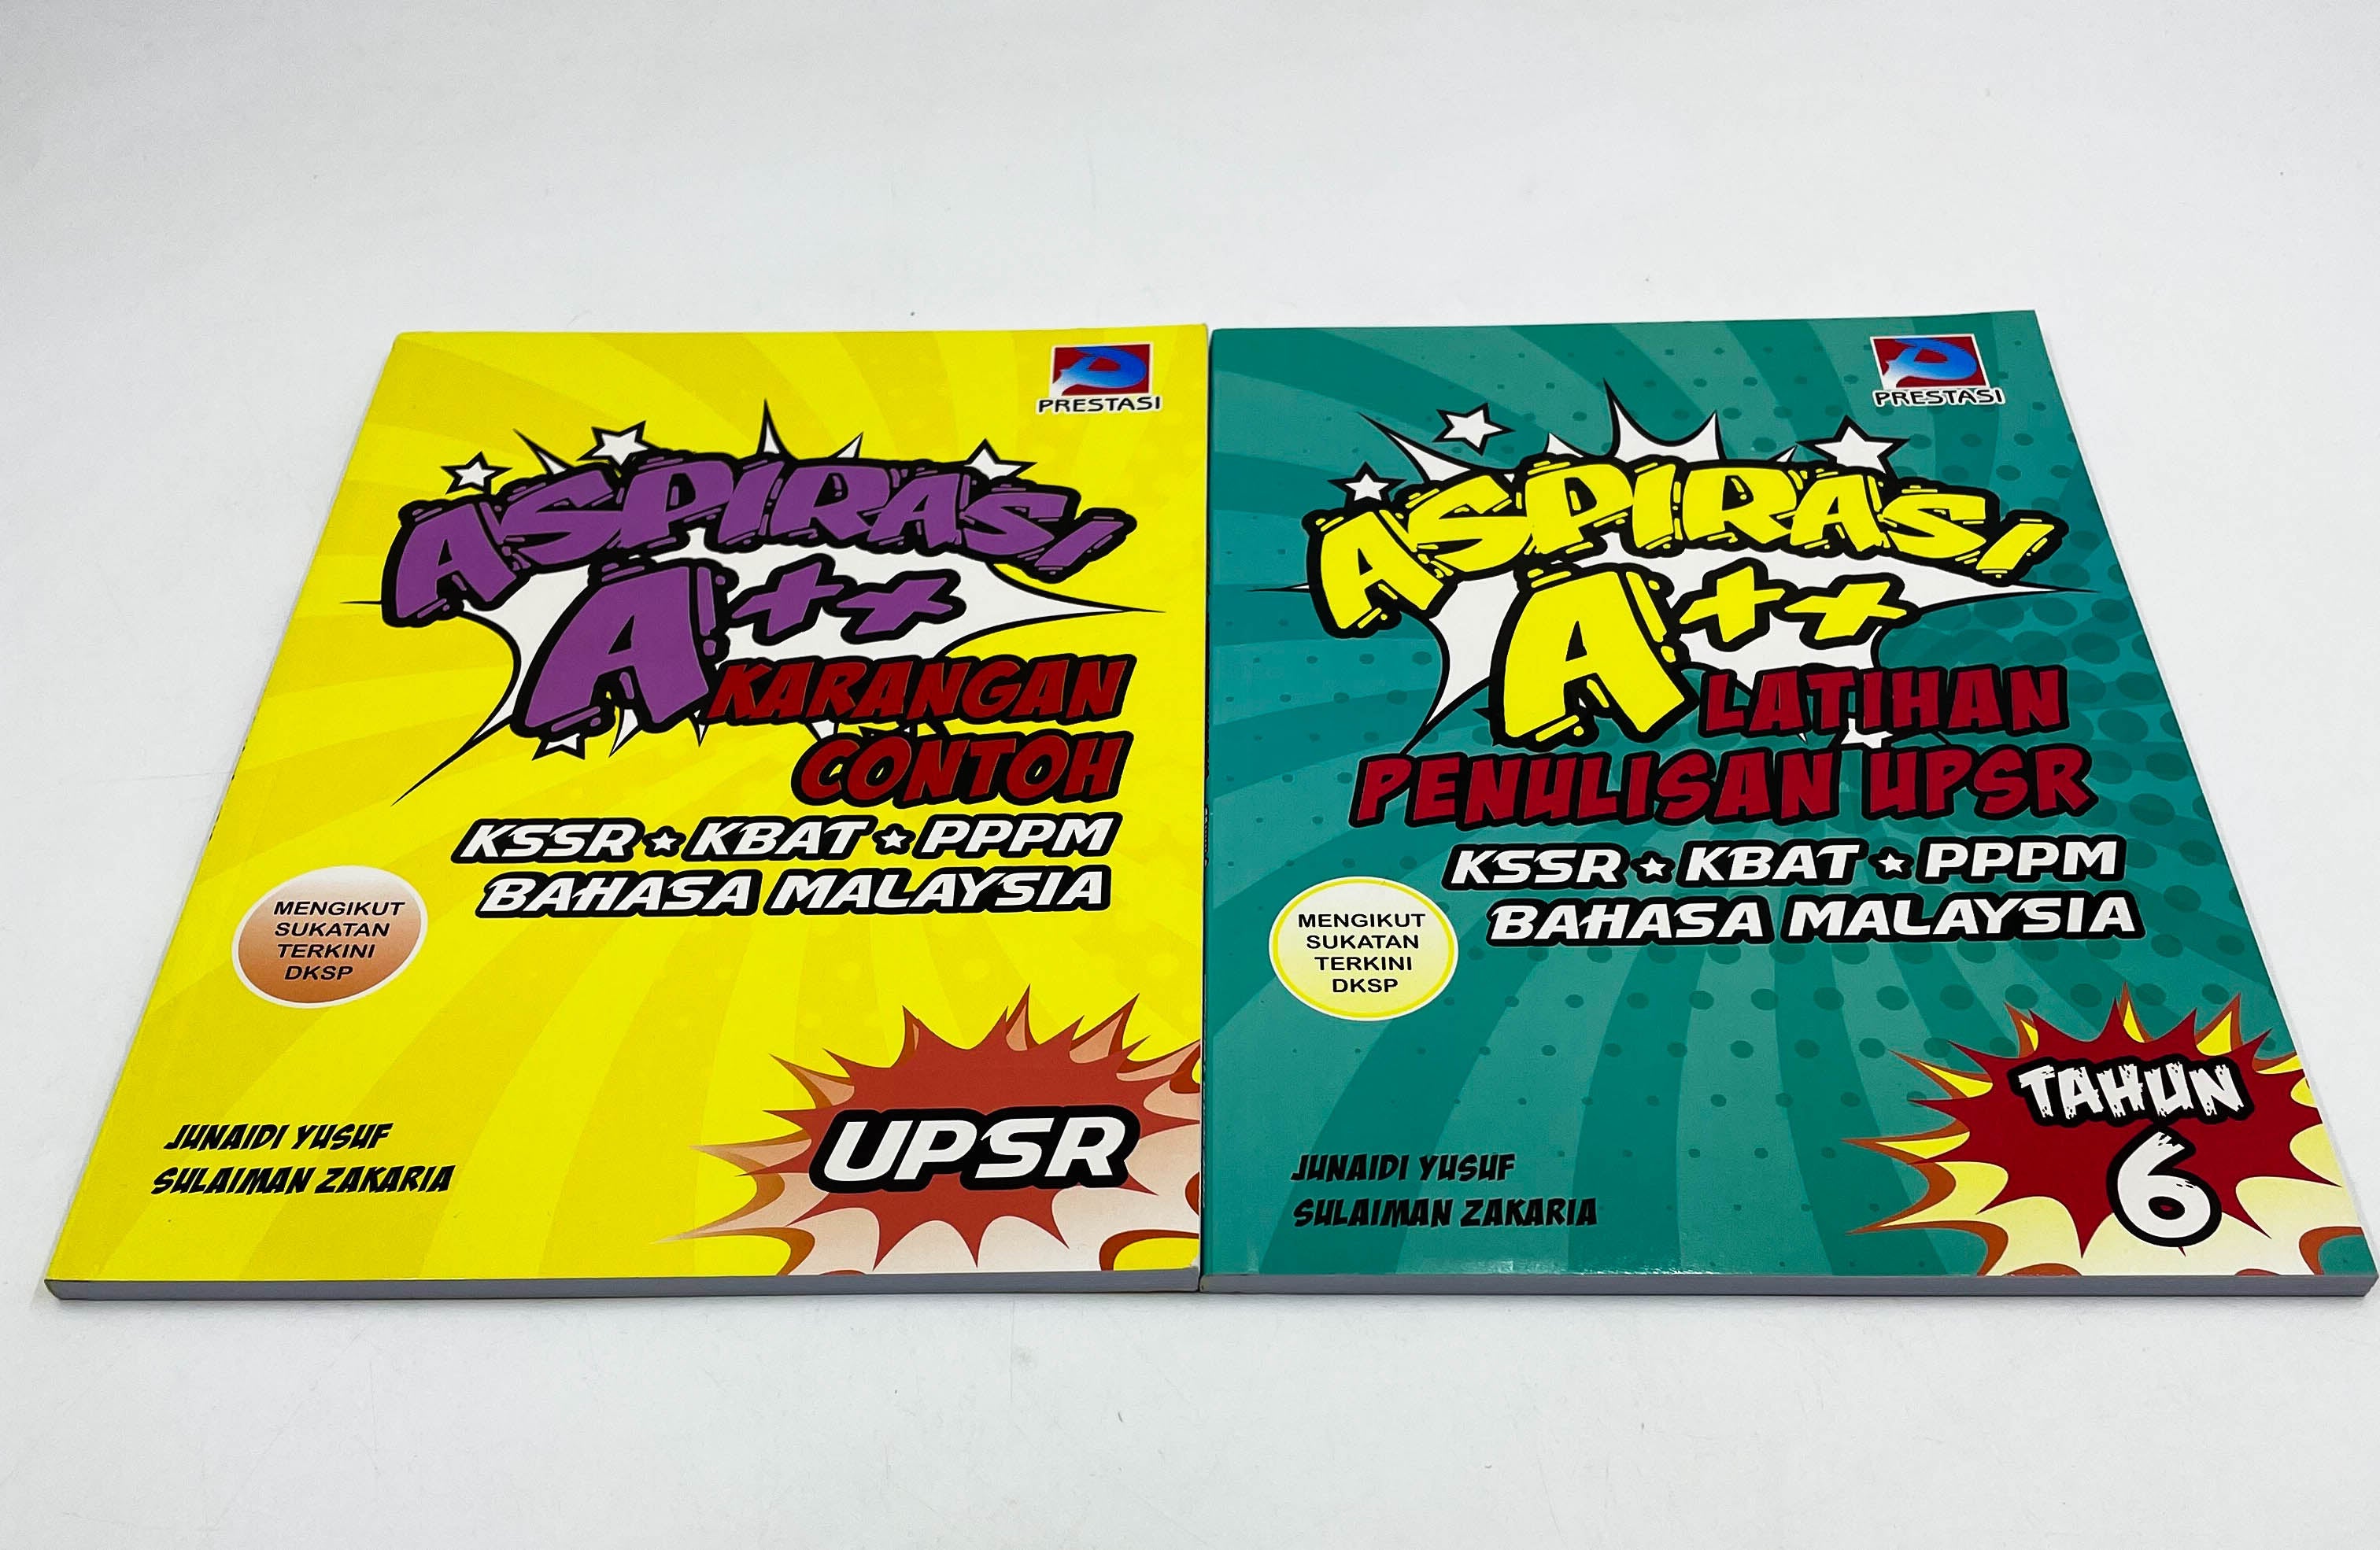 PRESTASI
ASPIRASI
A++
KARANGAN
CONTOH
KSSR ★ KBAT ★ PPPM
BAHASA MALAYSIA
MENGIKUT
SUKATAN
TERKINI
DKSP
JUNAIDI YUSUF
SULAIMAN ZAKARIA
UPSR
PRESTASI
ASPIRASI
A++
LATIHAN
PENULISAN UPSR
KSSR ★ KBAT ★ PPPM
BAHASA MALAYSIA
MENGIKUT
SUKATAN
TERKINI
DKSP
JUNAIDI YUSUF
SULAIMAN ZAKARIA
TAHUN
6